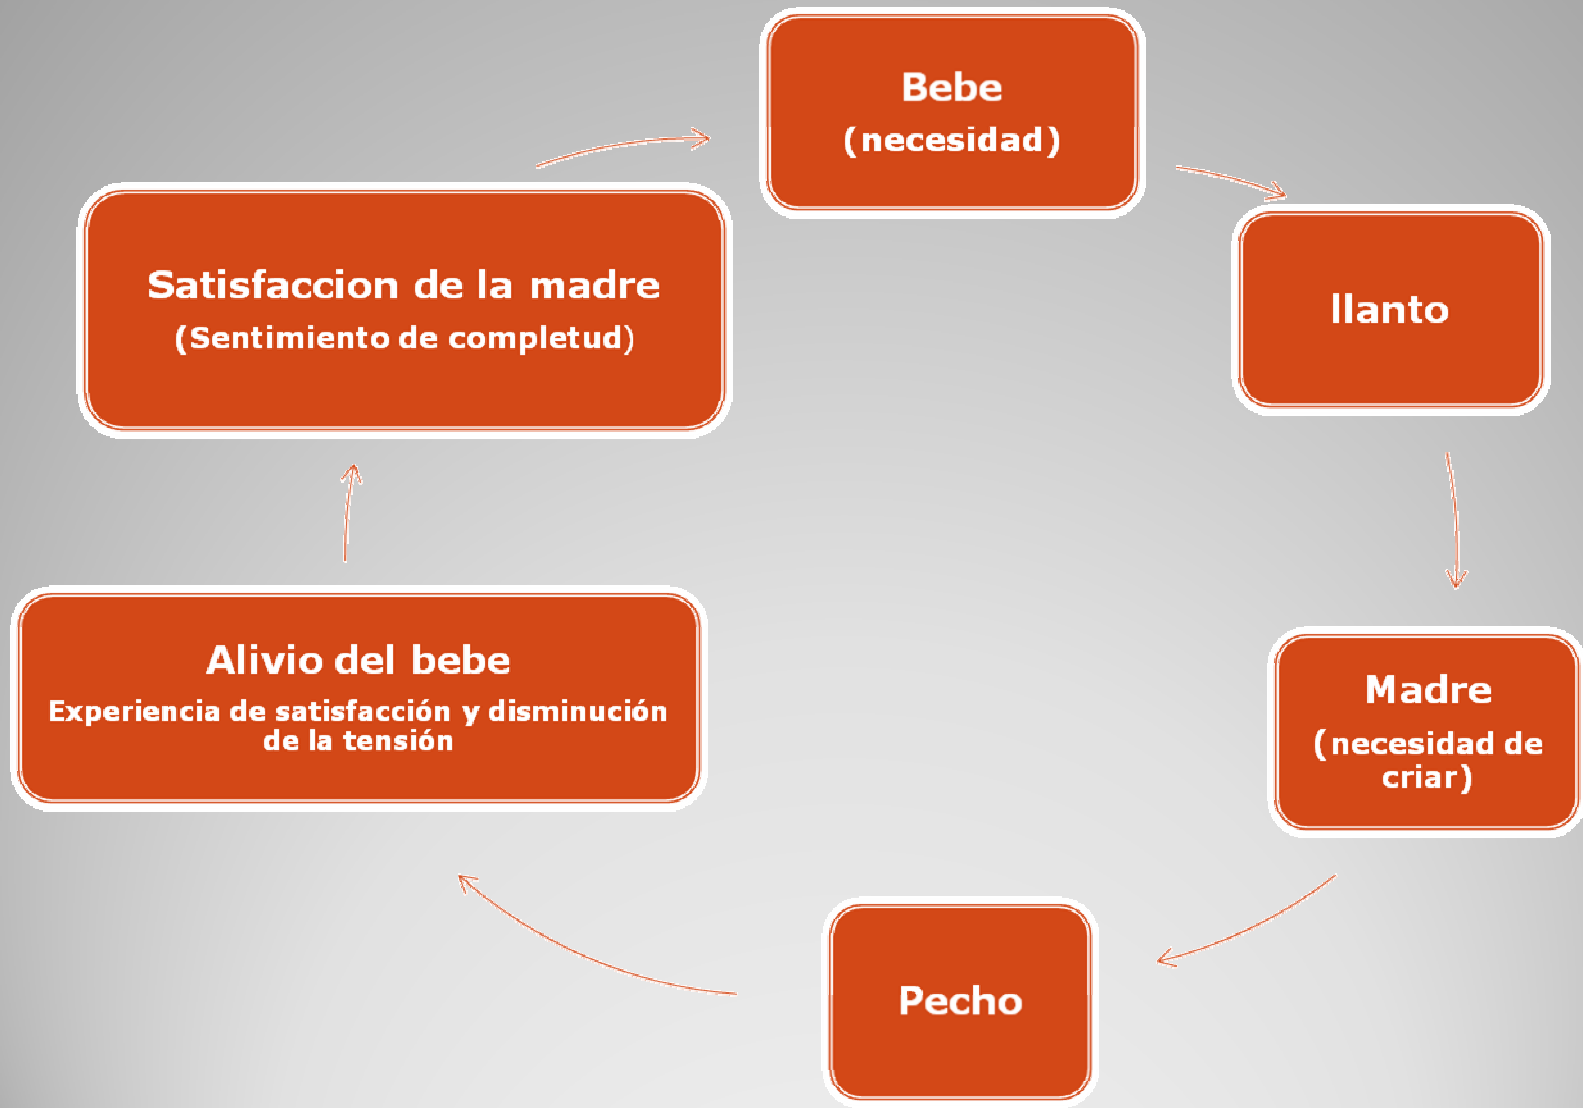 Bebe
(necesidad)
llanto
Madre
(necesidad de
criar)
Pecho
Alivio del bebe
Experiencia de satisfacción y disminución
de la tensión
Satisfaccion de la madre
(Sentimiento de completud)